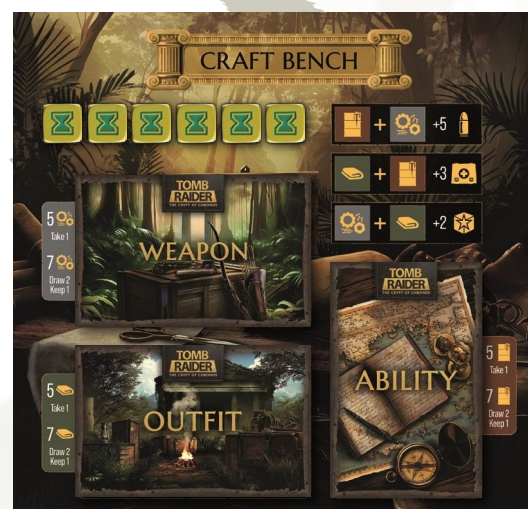 CRAFT BENCH
+ +5
+ +3
+ +2
TOMB
RAIDER
THE CRYPT OF CHRONOS
WEAPON
5
Take 1
7
Draw 2
Keep 1
TOMB
RAIDER
THE CRYPT OF CHRONOS
OUTFIT
5
Take 1
7
Draw 2
Keep 1
TOMB
RAIDER
THE CRYPT OF CHRONOS
ABILITY
5
Take 1
7
Draw 2
Keep 1